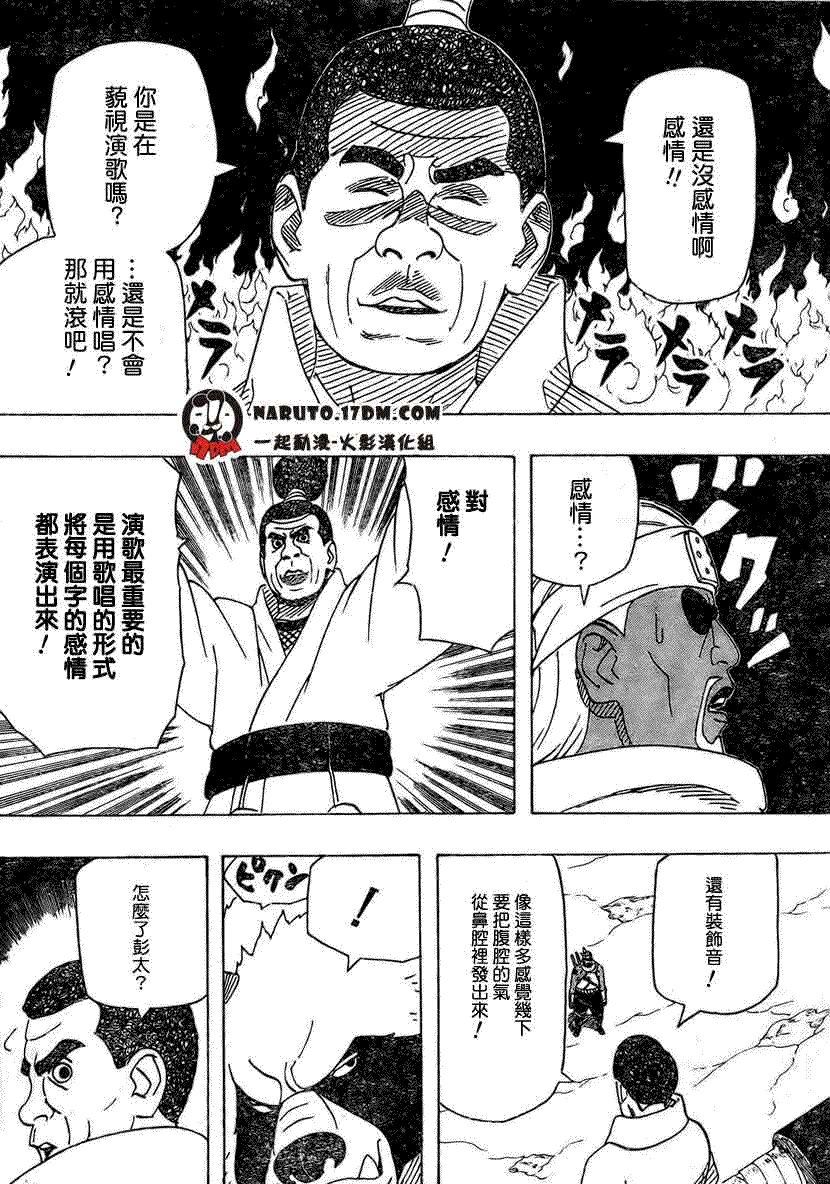 還是沒感情啊
感情!!
你是在
藐視演歌嗎?
…還是不會
用感情唱?
那就滾吧!
メラ
メラ
メラ
メラ
NARUTO.17DM.COM
一起動漫-火影漢化組
感情…?
對
感情!
演歌最重要的
是用歌唱的形式
將每個字的感情
都表演出來!
還有裝飾音!
像這樣多感覺幾下
要把腹腔的氣
從鼻腔裡發出來!
!
ピクン
怎麼了彭太?